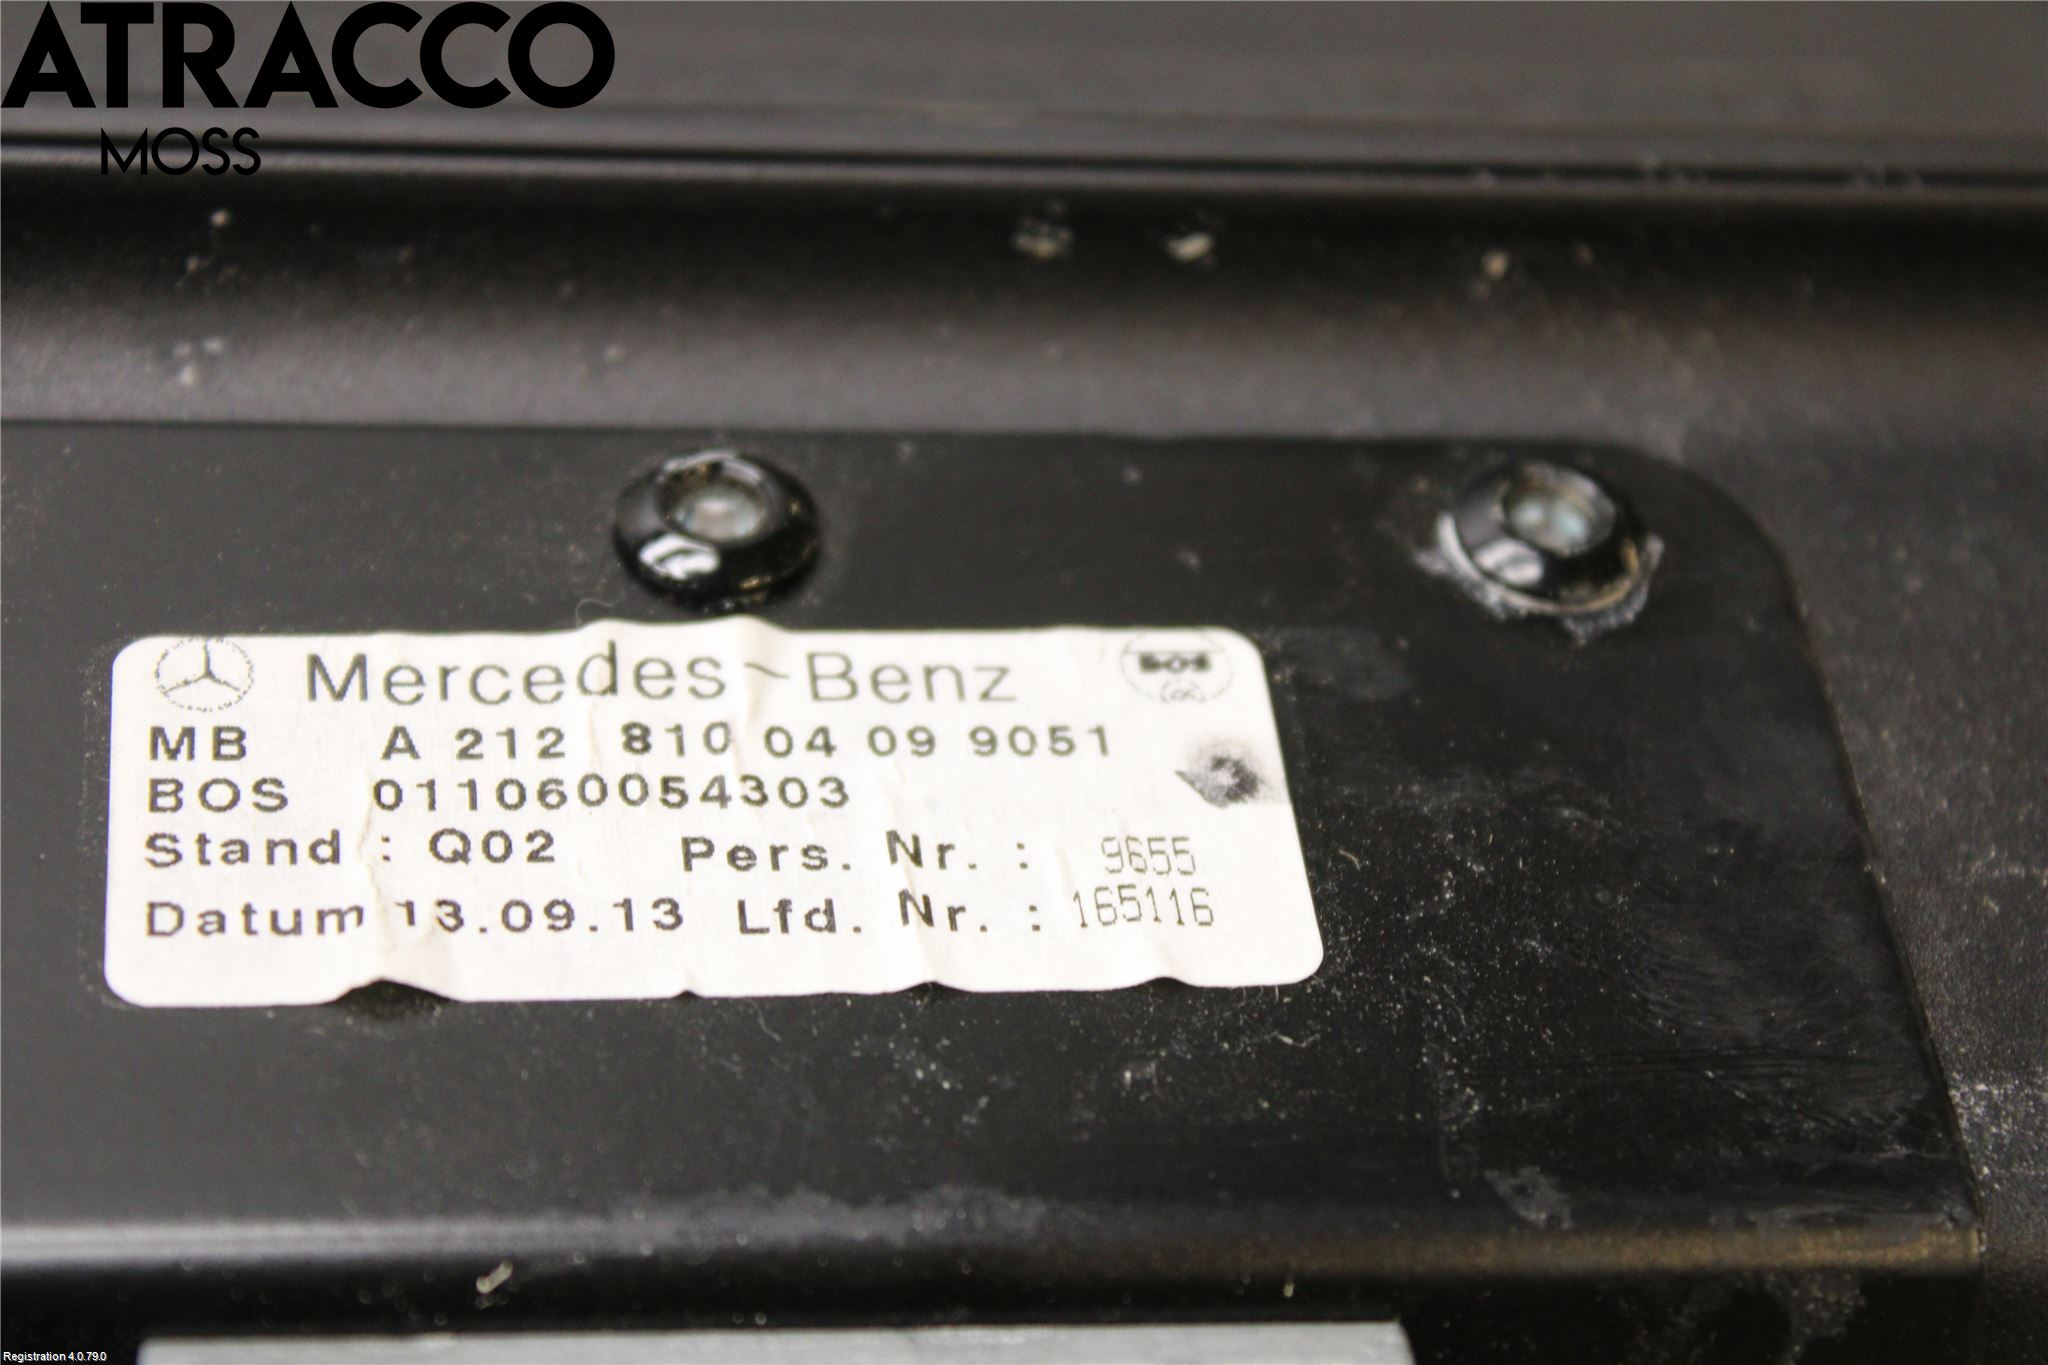 ATRACCO
MOSS
Mercedes-Benz
BOS
MB A 212 810 04 09 9051
BOS 011060054303
Stand : Q02 Pers. Nr. : 9655
Datum 13.09.13 Lfd. Nr. : 165116
Registration 4.0.79.0